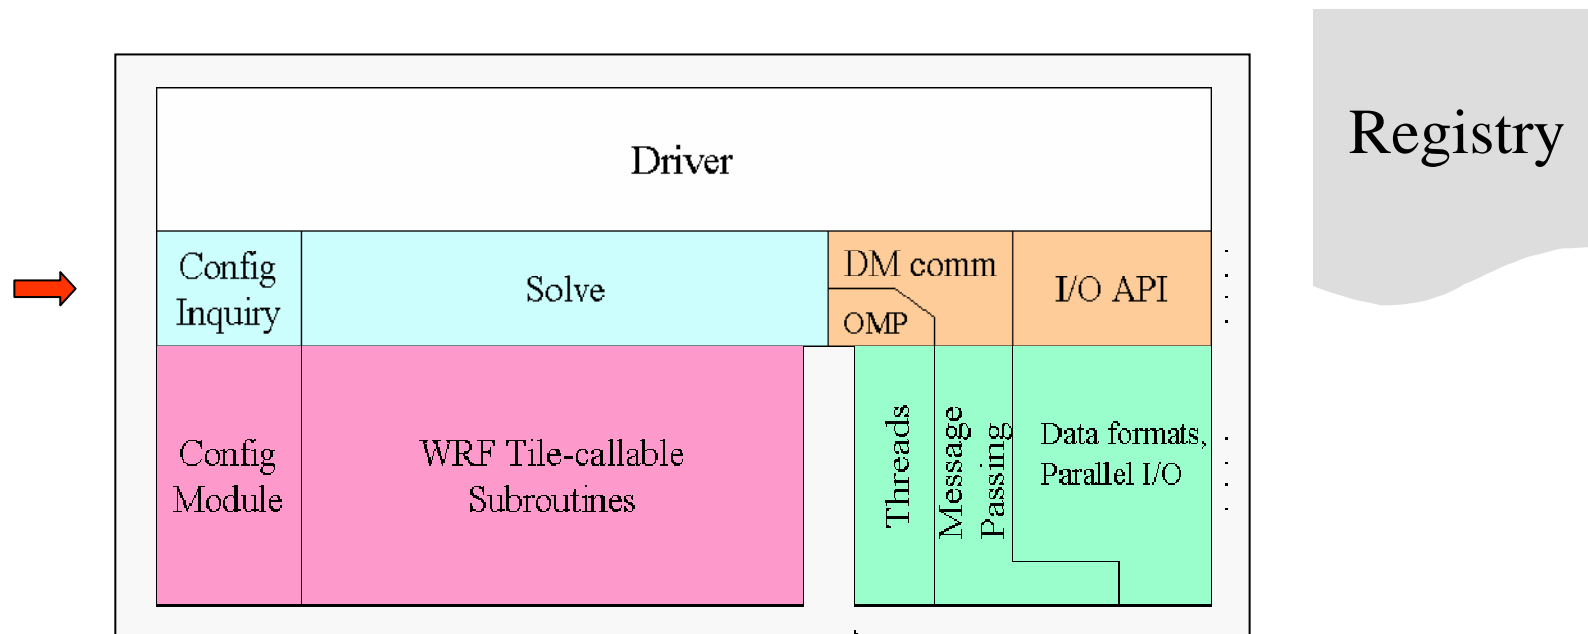 Registry
Driver
Config
Inquiry
Solve
DM comm
OMP
I/O API
Config
Module
WRF Tile-callable
Subroutines
Threads
Message
Passing
Data formats,
Parallel I/O